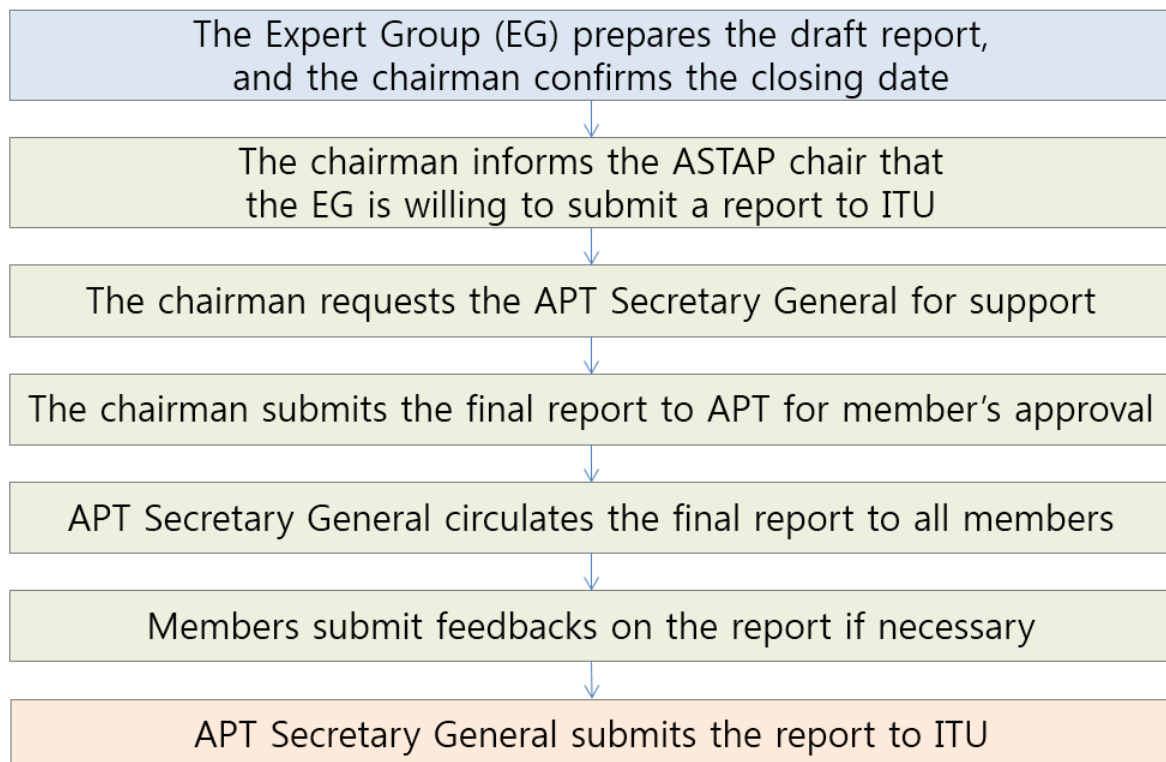 The Expert Group (EG) prepares the draft report,
and the chairman confirms the closing date
The chairman informs the ASTAP chair that
the EG is willing to submit a report to ITU
The chairman requests the APT Secretary General for support
The chairman submits the final report to APT for member’s approval
APT Secretary General circulates the final report to all members
Members submit feedbacks on the report if necessary
APT Secretary General submits the report to ITU